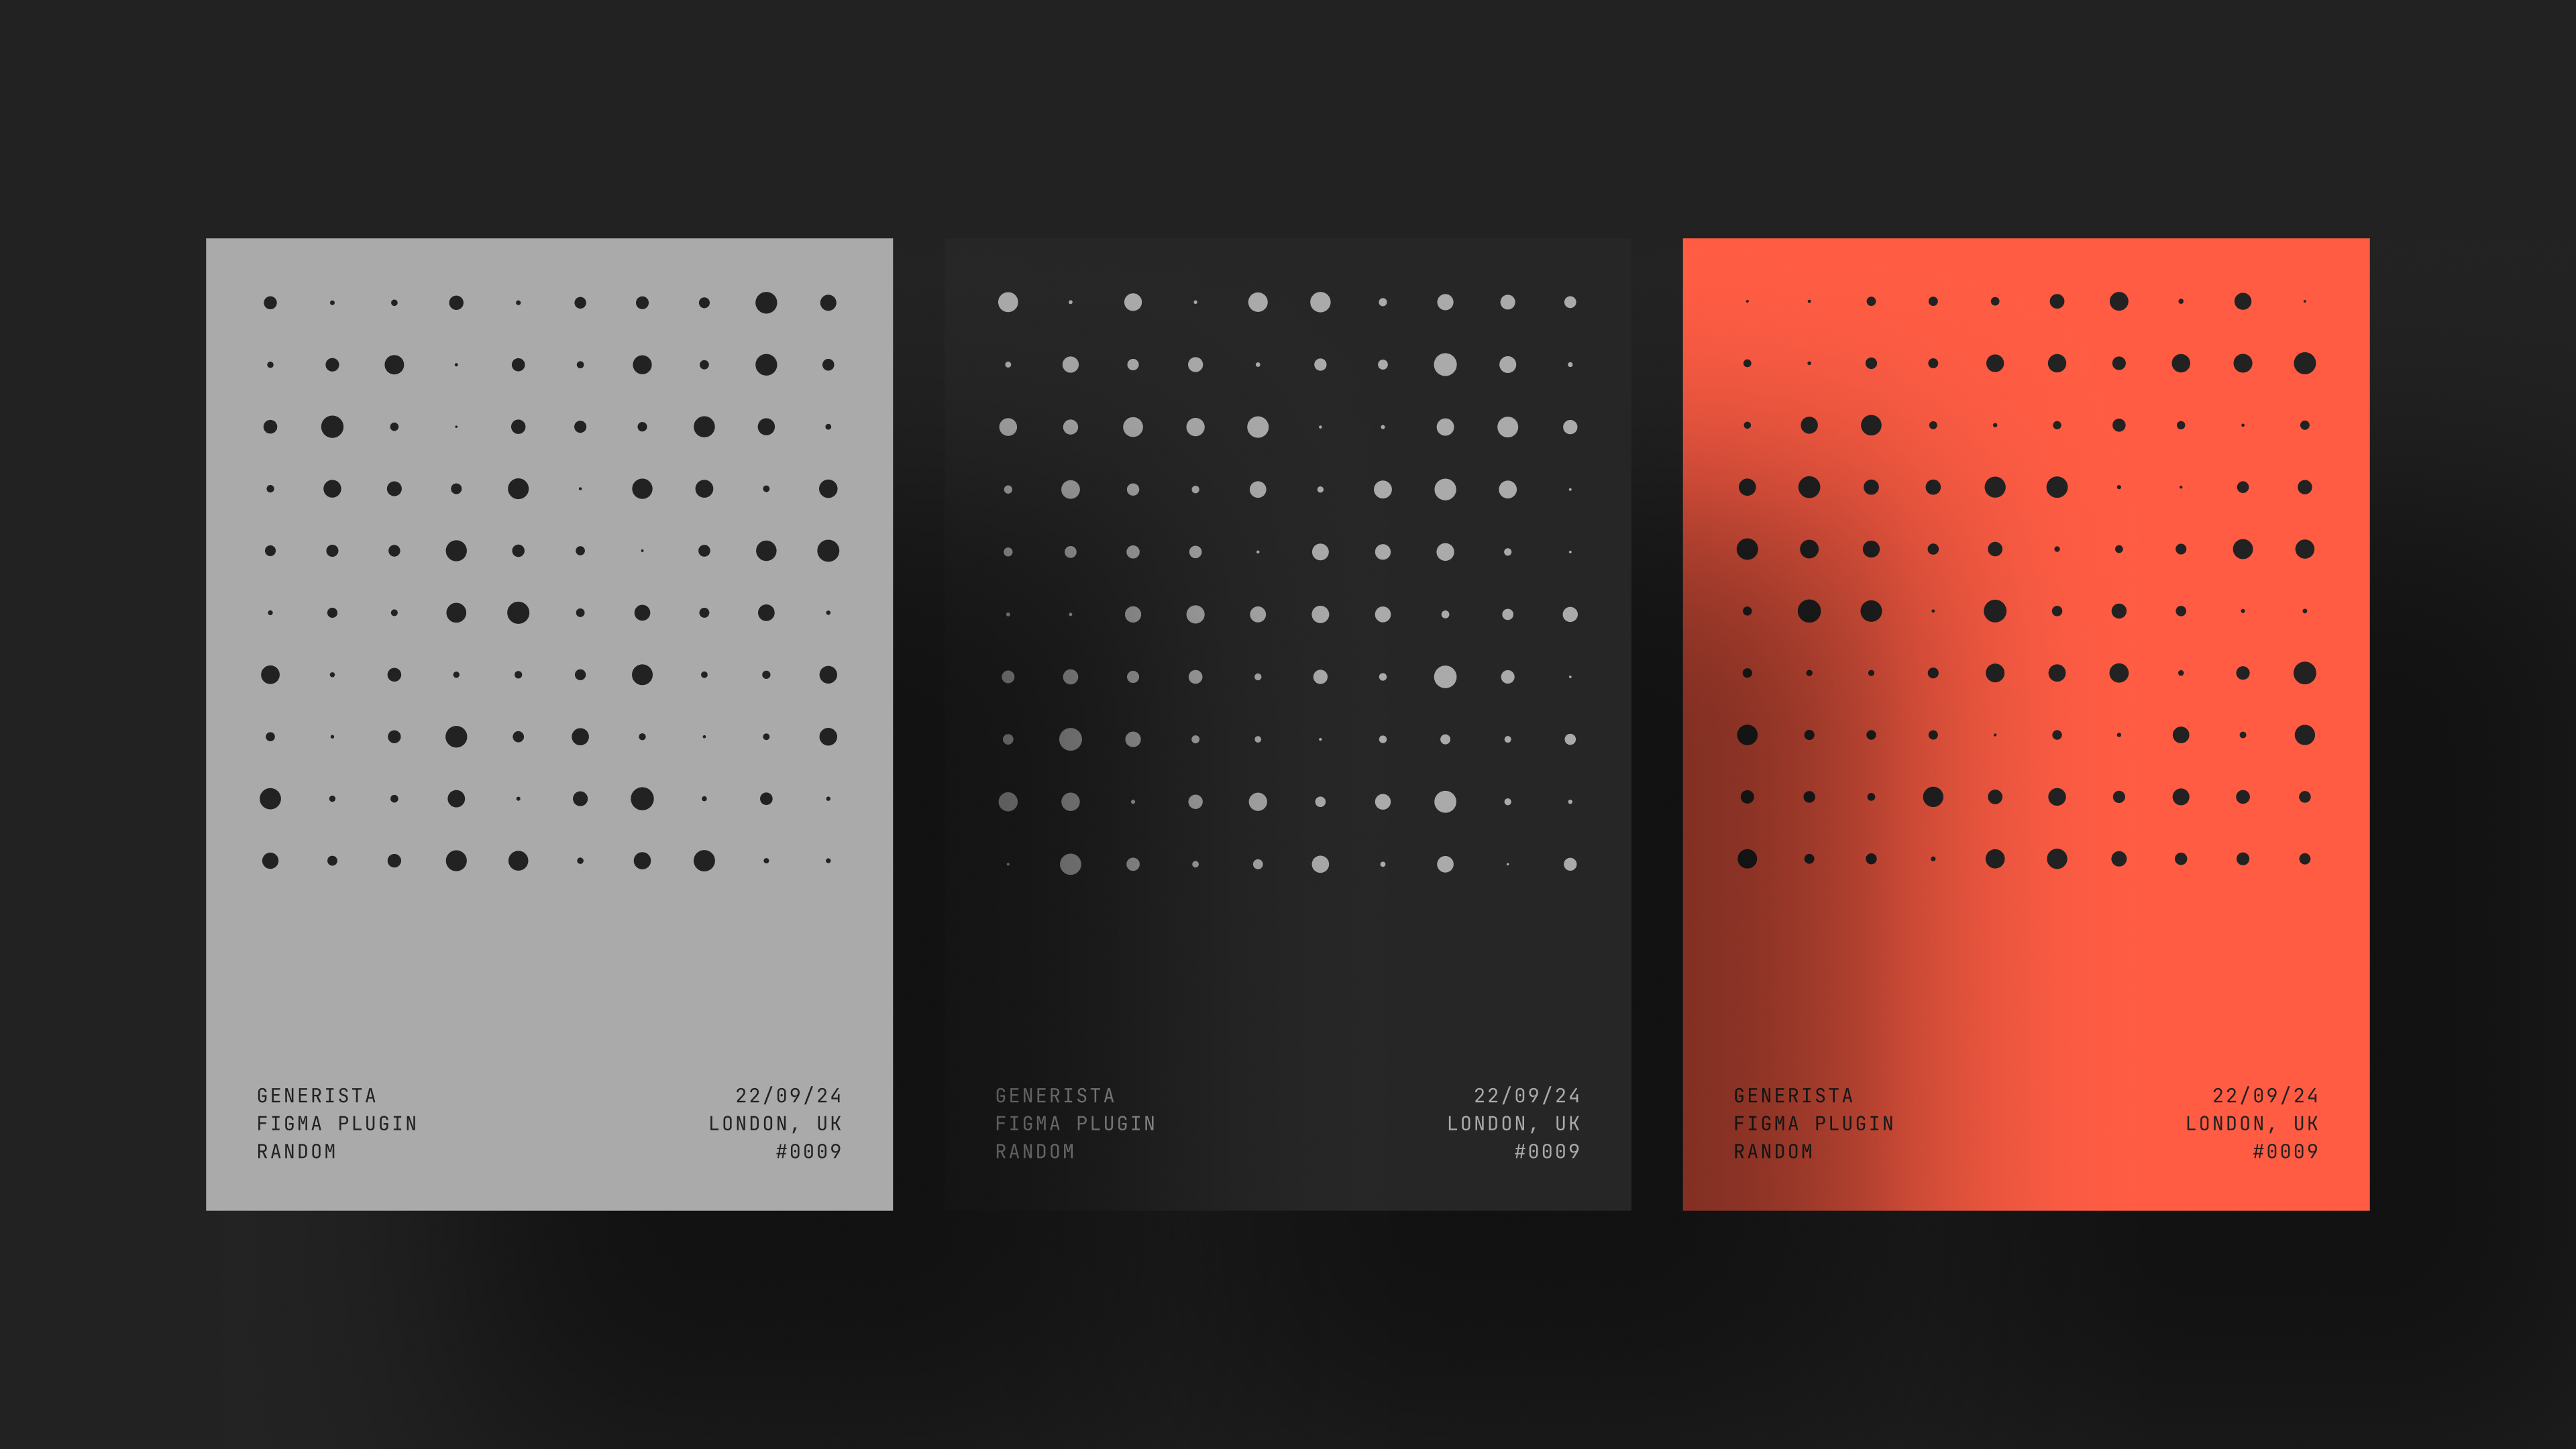 GENERISTA
FIGMA PLUGIN
RANDOM
22/09/24
LONDON, UK
#0009
GENERISTA
FIGMA PLUGIN
RANDOM
22/09/24
LONDON, UK
#0009
GENERISTA
FIGMA PLUGIN
RANDOM
22/09/24
LONDON, UK
#0009